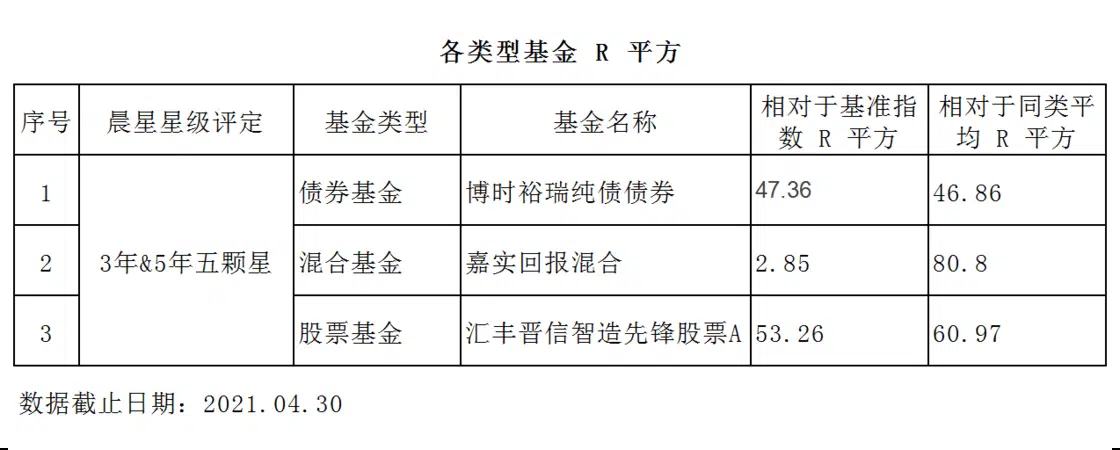 各类型基金 R 平方
序号 晨星星级评定 基金类型 基金名称 相对于基准指数 R 平方 相对于同类平均 R 平方
1 3年&5年五颗星 债券基金 博时裕瑞纯债债券 47.36 46.86
2 混合基金 嘉实回报混合 2.85 80.8
3 股票基金 汇丰晋信智造先锋股票A 53.26 60.97
数据截止日期：2021.04.30